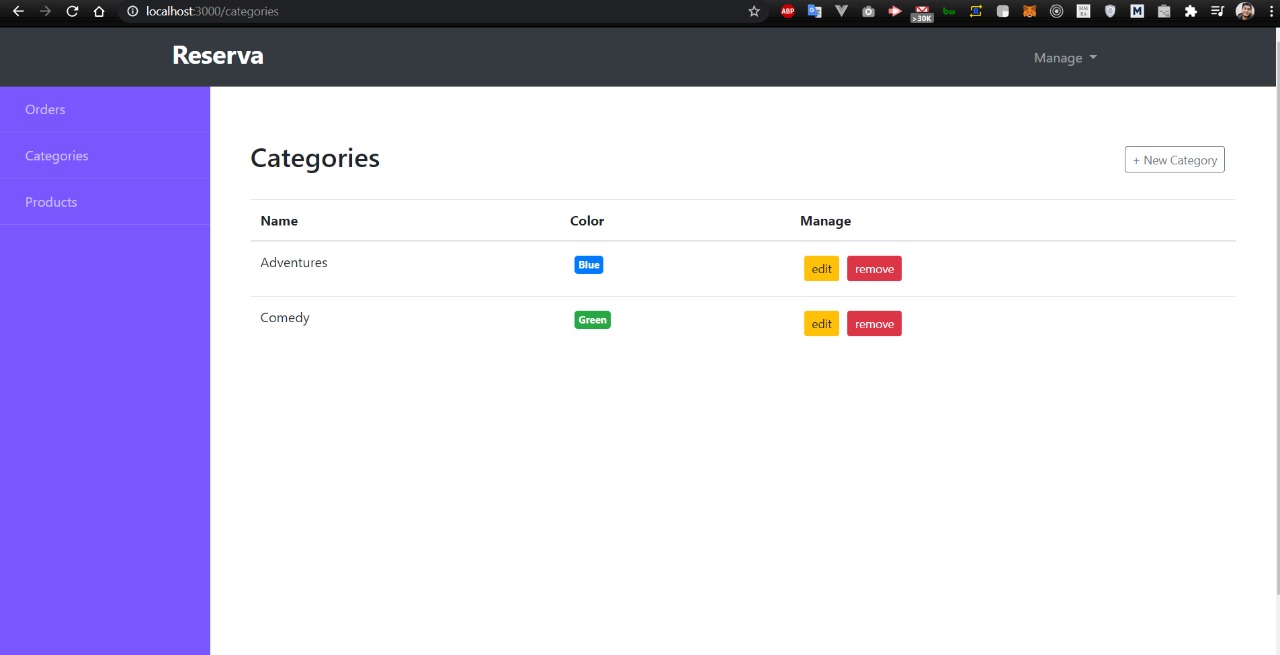 localhost:3000/categories
ABP
>30K
M
Reserva
Manage
Orders
Categories
Products
Categories
+ New Category
Name Color Manage
Adventures Blue edit remove
Comedy Green edit remove